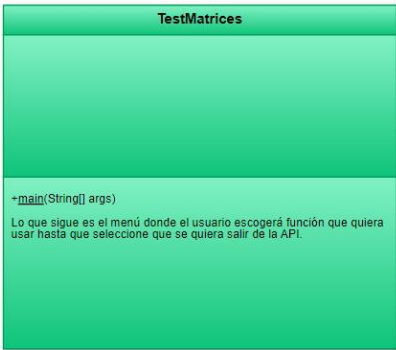 TestMatrices
+main(String[] args)
Lo que sigue es el menú donde el usuario escogerá función que quiera
usar hasta que seleccione que se quiera salir de la API.